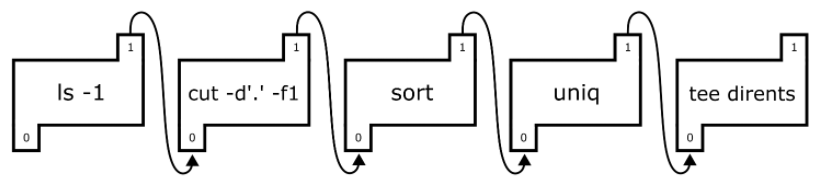 1 1 1 1 1
ls -1 cut -d'.' -f1 sort uniq tee dirents
0 0 0 0 0